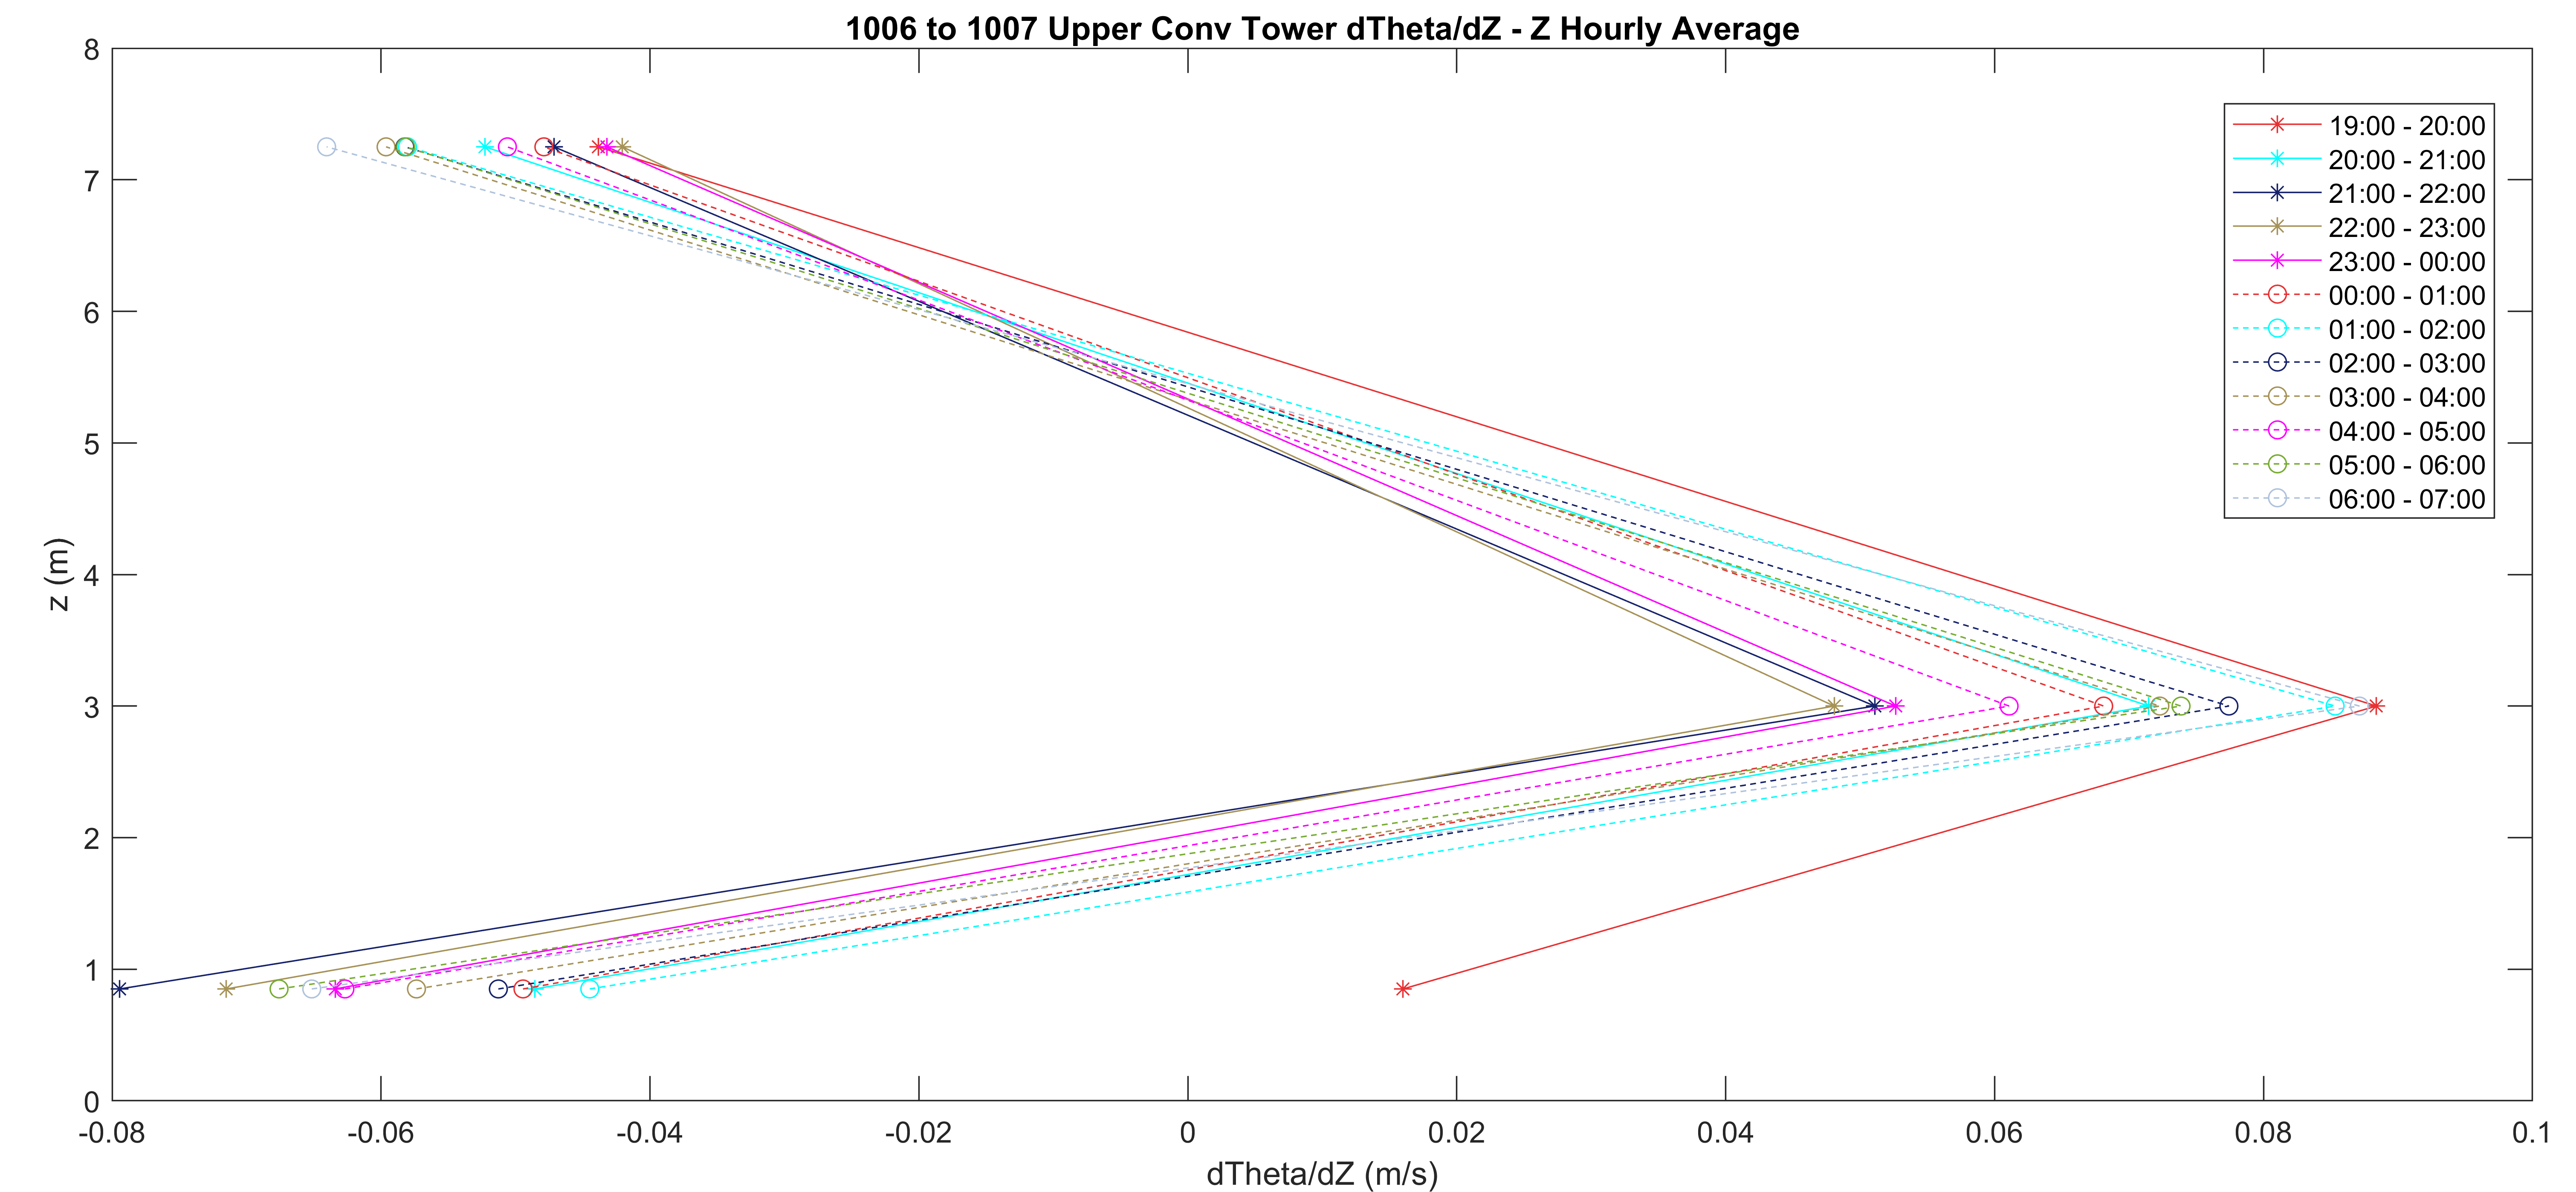 1006 to 1007 Upper Conv Tower dTheta/dZ - Z Hourly Average
8
7
6
5
4
3
2
1
0
z (m)
19:00 - 20:00
20:00 - 21:00
21:00 - 22:00
22:00 - 23:00
23:00 - 00:00
00:00 - 01:00
01:00 - 02:00
02:00 - 03:00
03:00 - 04:00
04:00 - 05:00
05:00 - 06:00
06:00 - 07:00
-0.08 -0.06 -0.04 -0.02 0 0.02 0.04 0.06 0.08 0.1
dTheta/dZ (m/s)